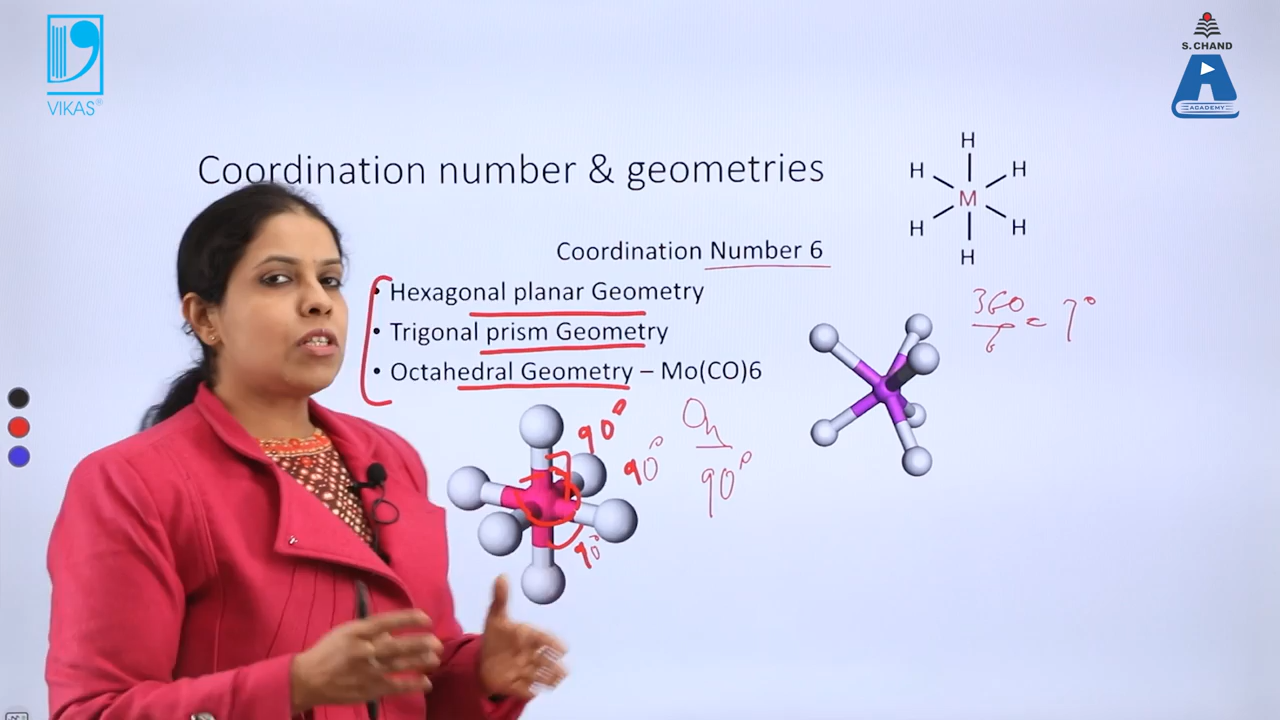 VIKAS®
S. CHAND
ACADEMY
Coordination number & geometries
H
H H
M
H H
H
Coordination Number 6
• Hexagonal planar Geometry
• Trigonal prism Geometry
• Octahedral Geometry – Mo(CO)6
360
6 = ?°
90°
90°
Oh
90°
90°